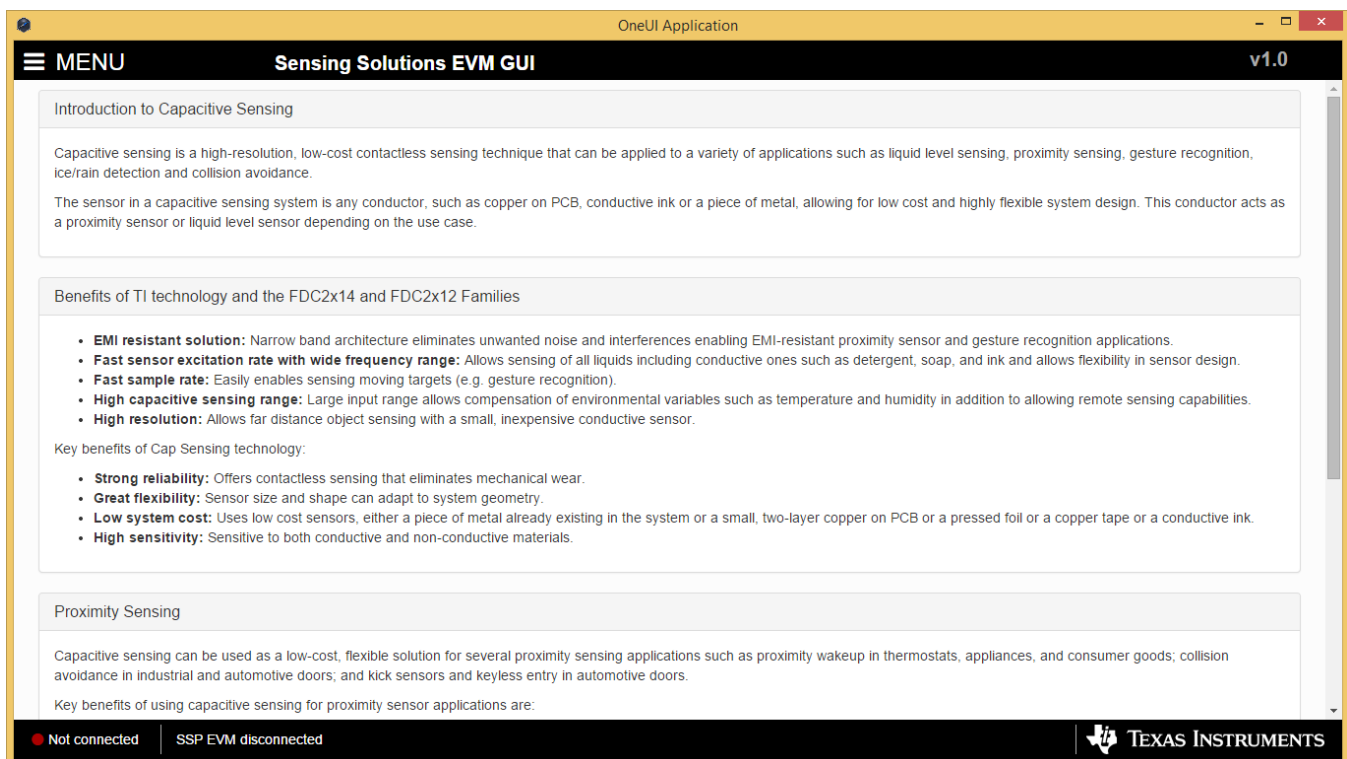 OneUI Application
MENU
Sensing Solutions EVM GUI
v1.0
Introduction to Capacitive Sensing
Capacitive sensing is a high-resolution, low-cost contactless sensing technique that can be applied to a variety of applications such as liquid level sensing, proximity sensing, gesture recognition,
ice/rain detection and collision avoidance.
The sensor in a capacitive sensing system is any conductor, such as copper on PCB, conductive ink or a piece of metal, allowing for low cost and highly flexible system design. This conductor acts as
a proximity sensor or liquid level sensor depending on the use case.
Benefits of TI technology and the FDC2x14 and FDC2x12 Families
• EMI resistant solution: Narrow band architecture eliminates unwanted noise and interferences enabling EMI-resistant proximity sensor and gesture recognition applications.
• Fast sensor excitation rate with wide frequency range: Allows sensing of all liquids including conductive ones such as detergent, soap, and ink and allows flexibility in sensor design.
• Fast sample rate: Easily enables sensing moving targets (e.g. gesture recognition).
• High capacitive sensing range: Large input range allows compensation of environmental variables such as temperature and humidity in addition to allowing remote sensing capabilities.
• High resolution: Allows far distance object sensing with a small, inexpensive conductive sensor.
Key benefits of Cap Sensing technology:
• Strong reliability: Offers contactless sensing that eliminates mechanical wear.
• Great flexibility: Sensor size and shape can adapt to system geometry.
• Low system cost: Uses low cost sensors, either a piece of metal already existing in the system or a small, two-layer copper on PCB or a pressed foil or a copper tape or a conductive ink.
• High sensitivity: Sensitive to both conductive and non-conductive materials.
Proximity Sensing
Capacitive sensing can be used as a low-cost, flexible solution for several proximity sensing applications such as proximity wakeup in thermostats, appliances, and consumer goods; collision
avoidance in industrial and automotive doors; and kick sensors and keyless entry in automotive doors.
Key benefits of using capacitive sensing for proximity sensor applications are:
Not connected
SSP EVM disconnected
TEXAS INSTRUMENTS